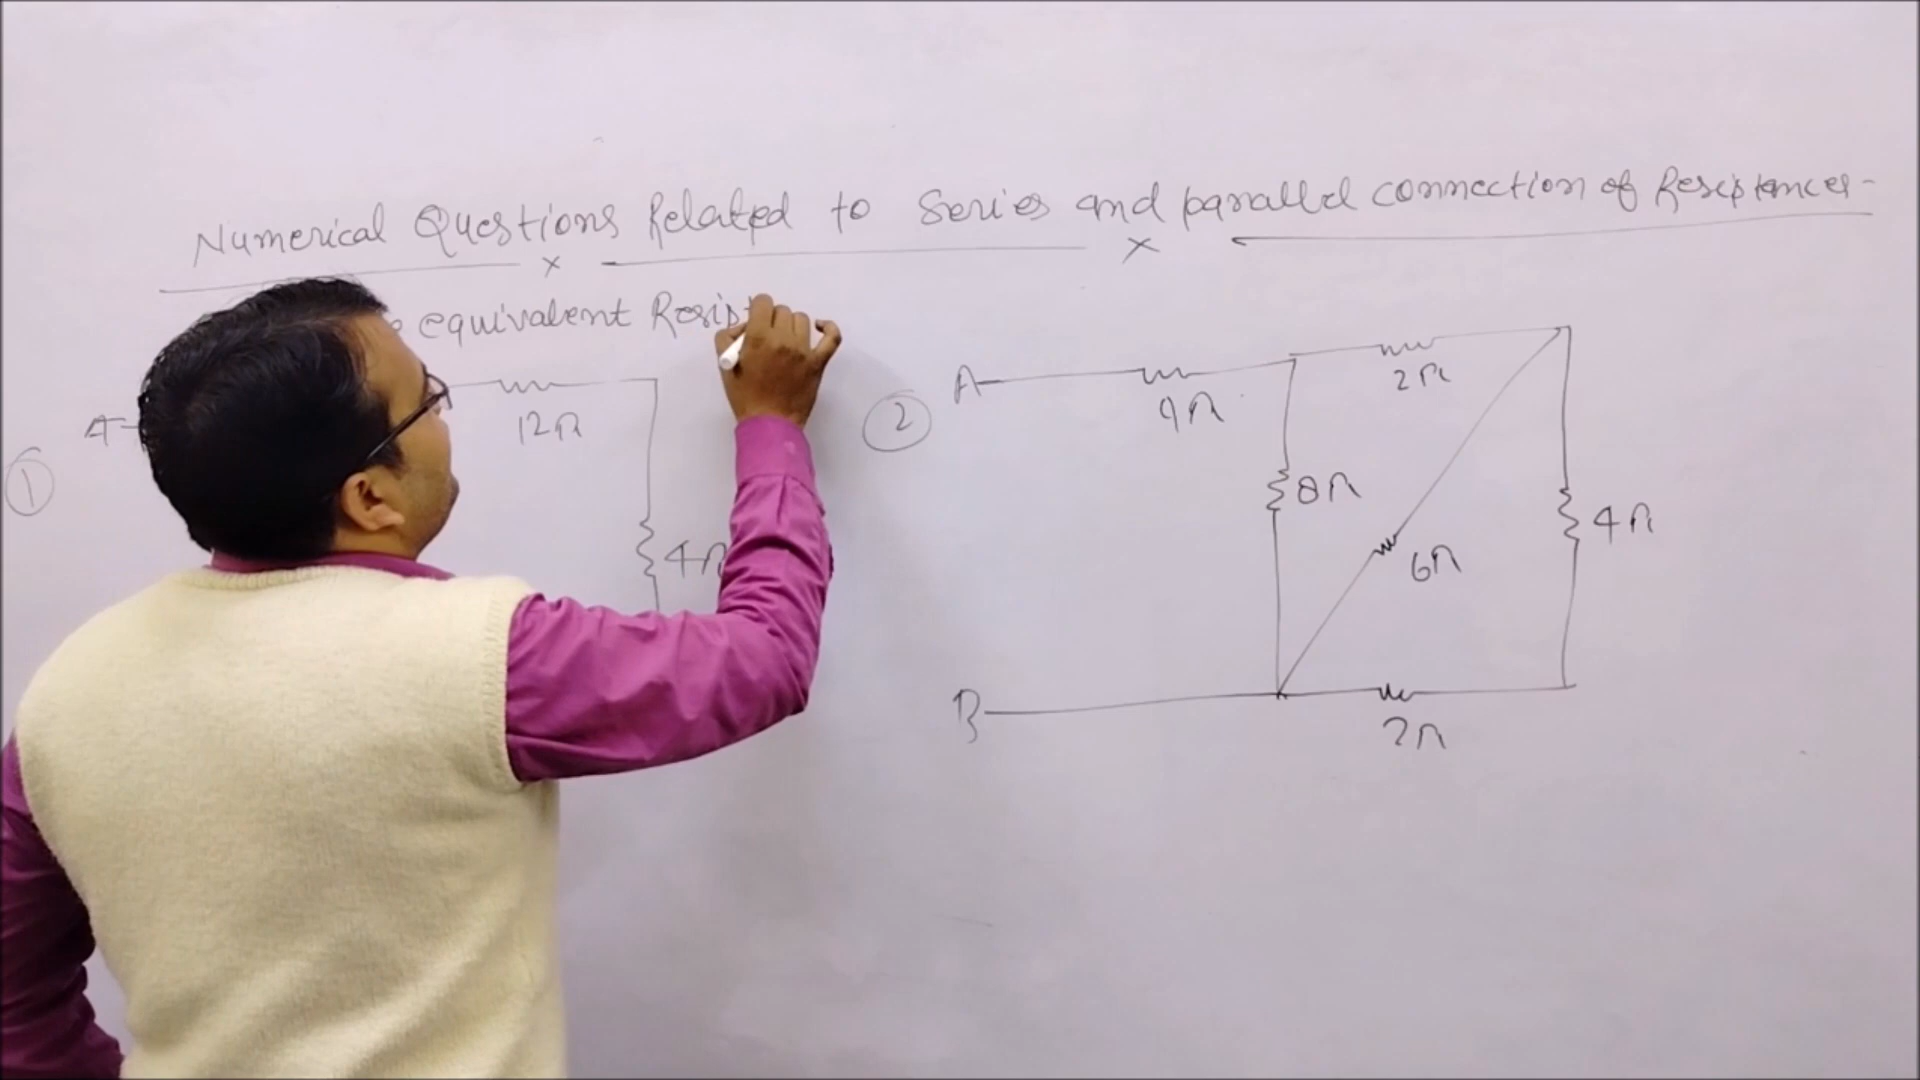 Numerical Questions Related to Series and parallel connection of Resistances-
equivalent Resist
A
12Ω
①
4Ω
②
A
9Ω
2Ω
8Ω
4Ω
6Ω
B
2Ω